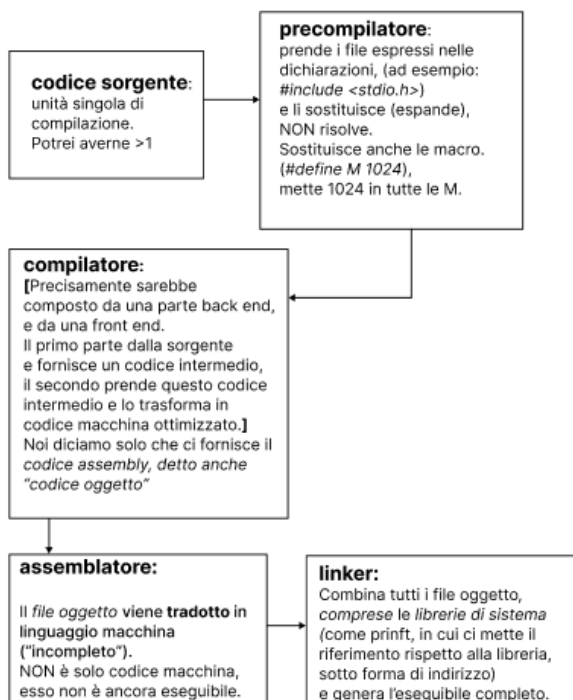 codice sorgente:
unità singola di
compilazione.
Potrei averne >1
precompilatore:
prende i file espressi nelle
dichiarazioni, (ad esempio:
#include <stdio.h>)
e li sostituisce (espande),
NON risolve.
Sostituisce anche le macro.
(#define M 1024),
mette 1024 in tutte le M.
compilatore:
[Precisamente sarebbe
composto da una parte back end,
e da una front end.
Il primo parte dalla sorgente
e fornisce un codice intermedio,
il secondo prende questo codice
intermedio e lo trasforma in
codice macchina ottimizzato.]
Noi diciamo solo che ci fornisce il
codice assembly, detto anche
"codice oggetto"
assemblatore:
Il file oggetto viene tradotto in
linguaggio macchina
("incompleto").
NON è solo codice macchina,
esso non è ancora eseguibile.
linker:
Combina tutti i file oggetto,
comprese le librerie di sistema
(come prinft, in cui ci mette il
riferimento rispetto alla libreria,
sotto forma di indirizzo)
e genera l'eseguibile completo.